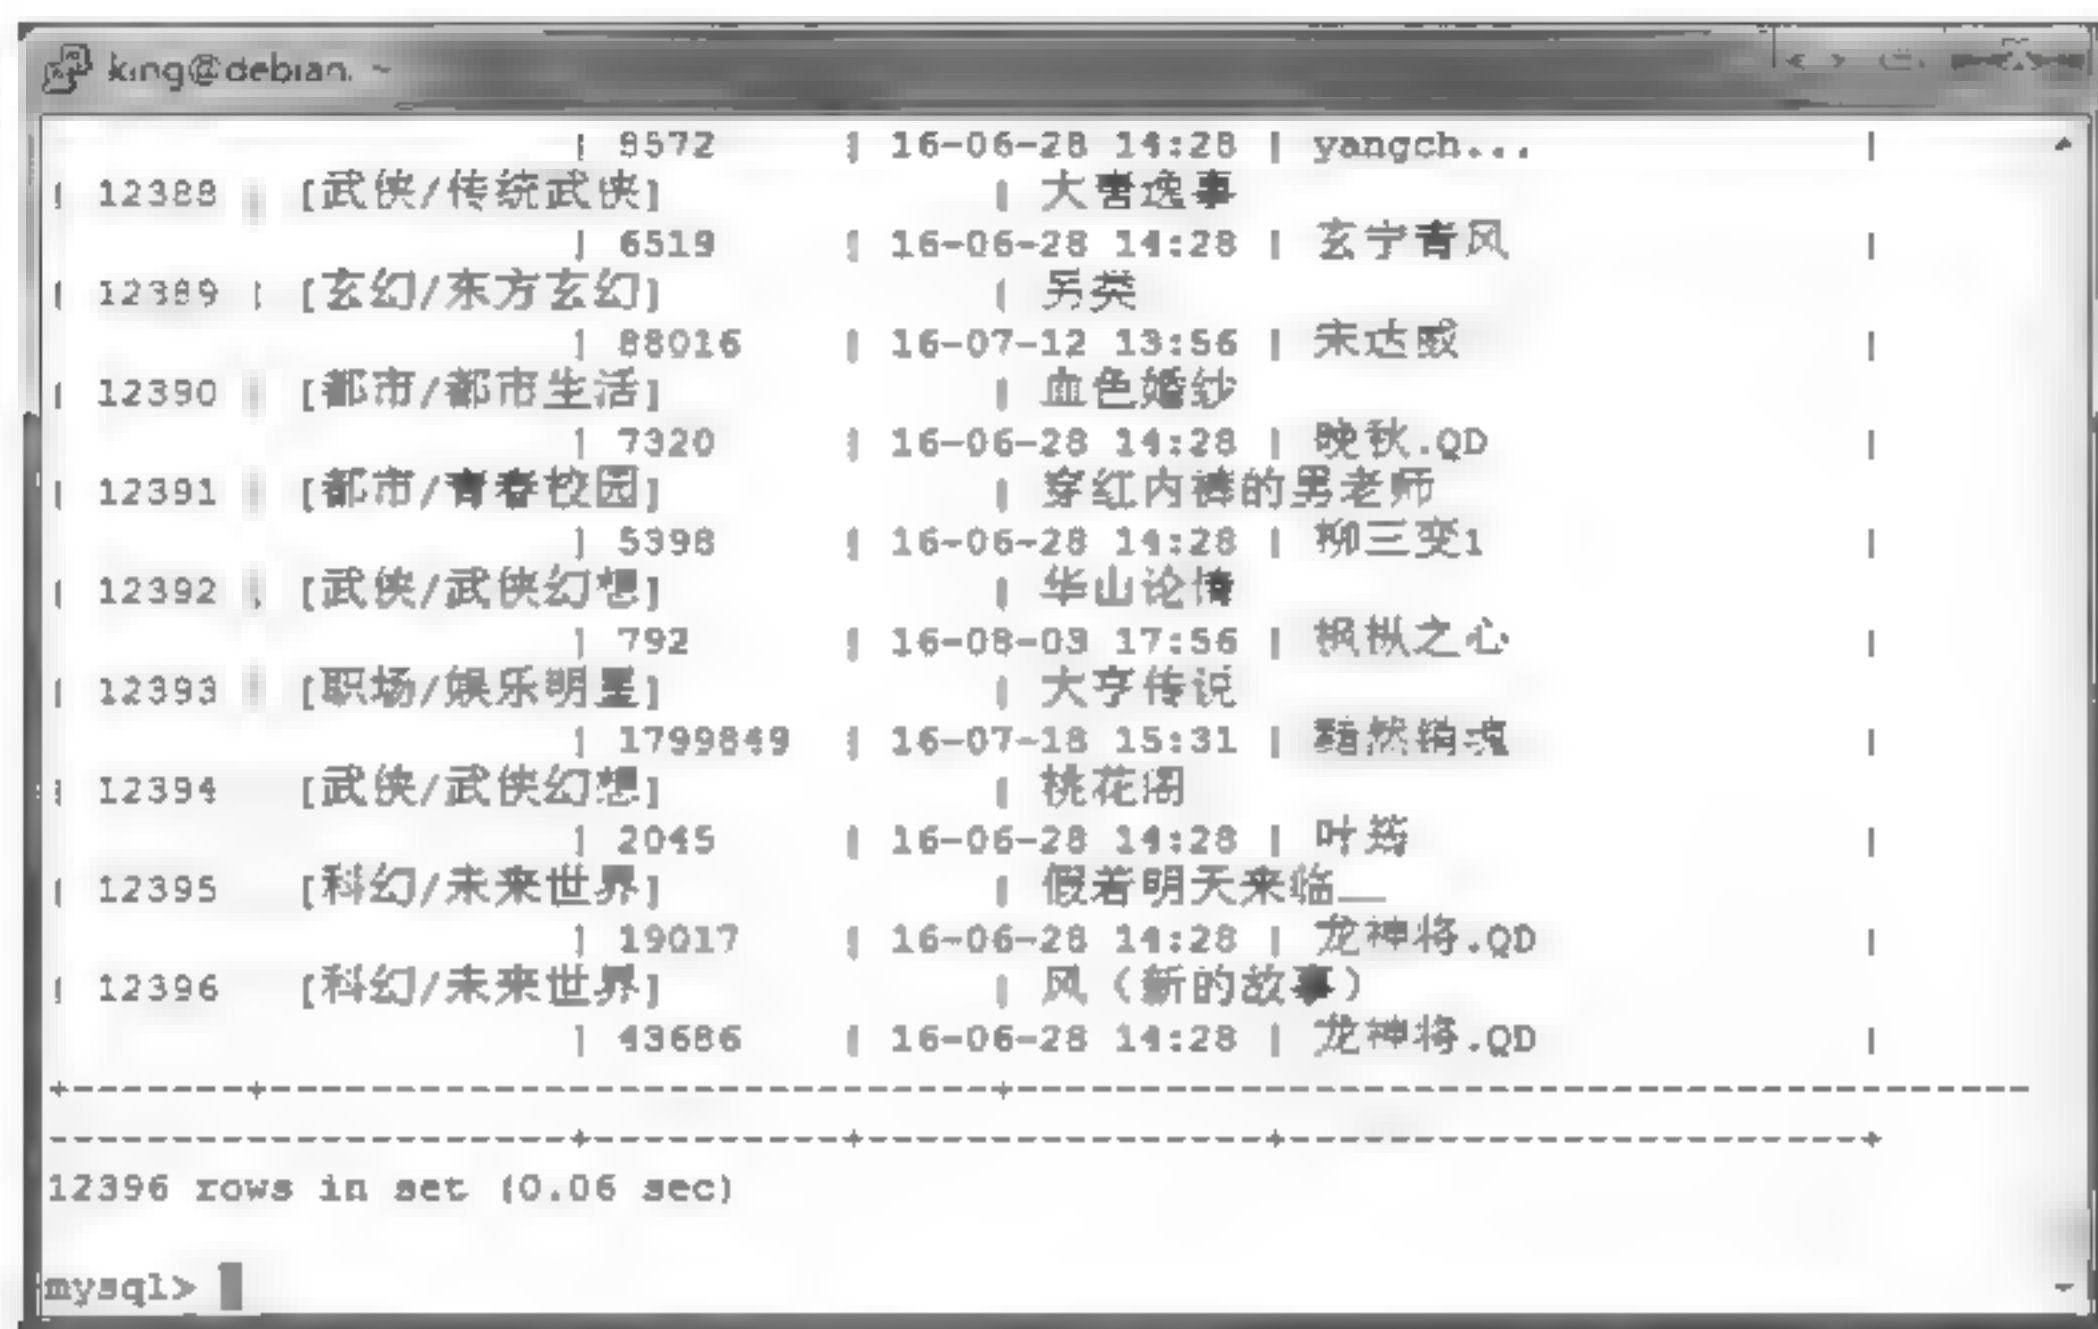 king@debian: ~
| 8572 | 16-06-28 14:28 | yangch... |
| 12388 | [武侠/传统武侠] | 大唐逸事
| 6519 | 16-06-28 14:28 | 玄宇青风 |
| 12389 | [玄幻/东方玄幻] | 另类
| 88016 | 16-07-12 13:56 | 未达 |
| 12390 | [都市/都市生活] | 血色婚纱
| 7320 | 16-06-28 14:28 | 晚秋.QD |
| 12391 | [都市/青春校园] | 穿红内裤的男老师
| 5398 | 16-06-28 14:28 | 柳三变1 |
| 12392 | [武侠/武侠幻想] | 华山论情
| 792 | 16-08-03 17:56 | 枫枞之心 |
| 12393 | [职场/娱乐明星] | 大亨传说
| 1799849 | 16-07-18 15:31 | 黯然销魂 |
| 12394 [武侠/武侠幻想] | 桃花阁
| 2045 | 16-06-28 14:28 | 叶 |
| 12395 [科幻/未来世界] | 假若明天来临__
| 19017 | 16-06-28 14:28 | 龙神将.QD |
| 12396 [科幻/未来世界] | 风（新的故事）
| 43686 | 16-06-28 14:28 | 龙神将.QD |
12396 rows in set (0.06 sec)
mysql>